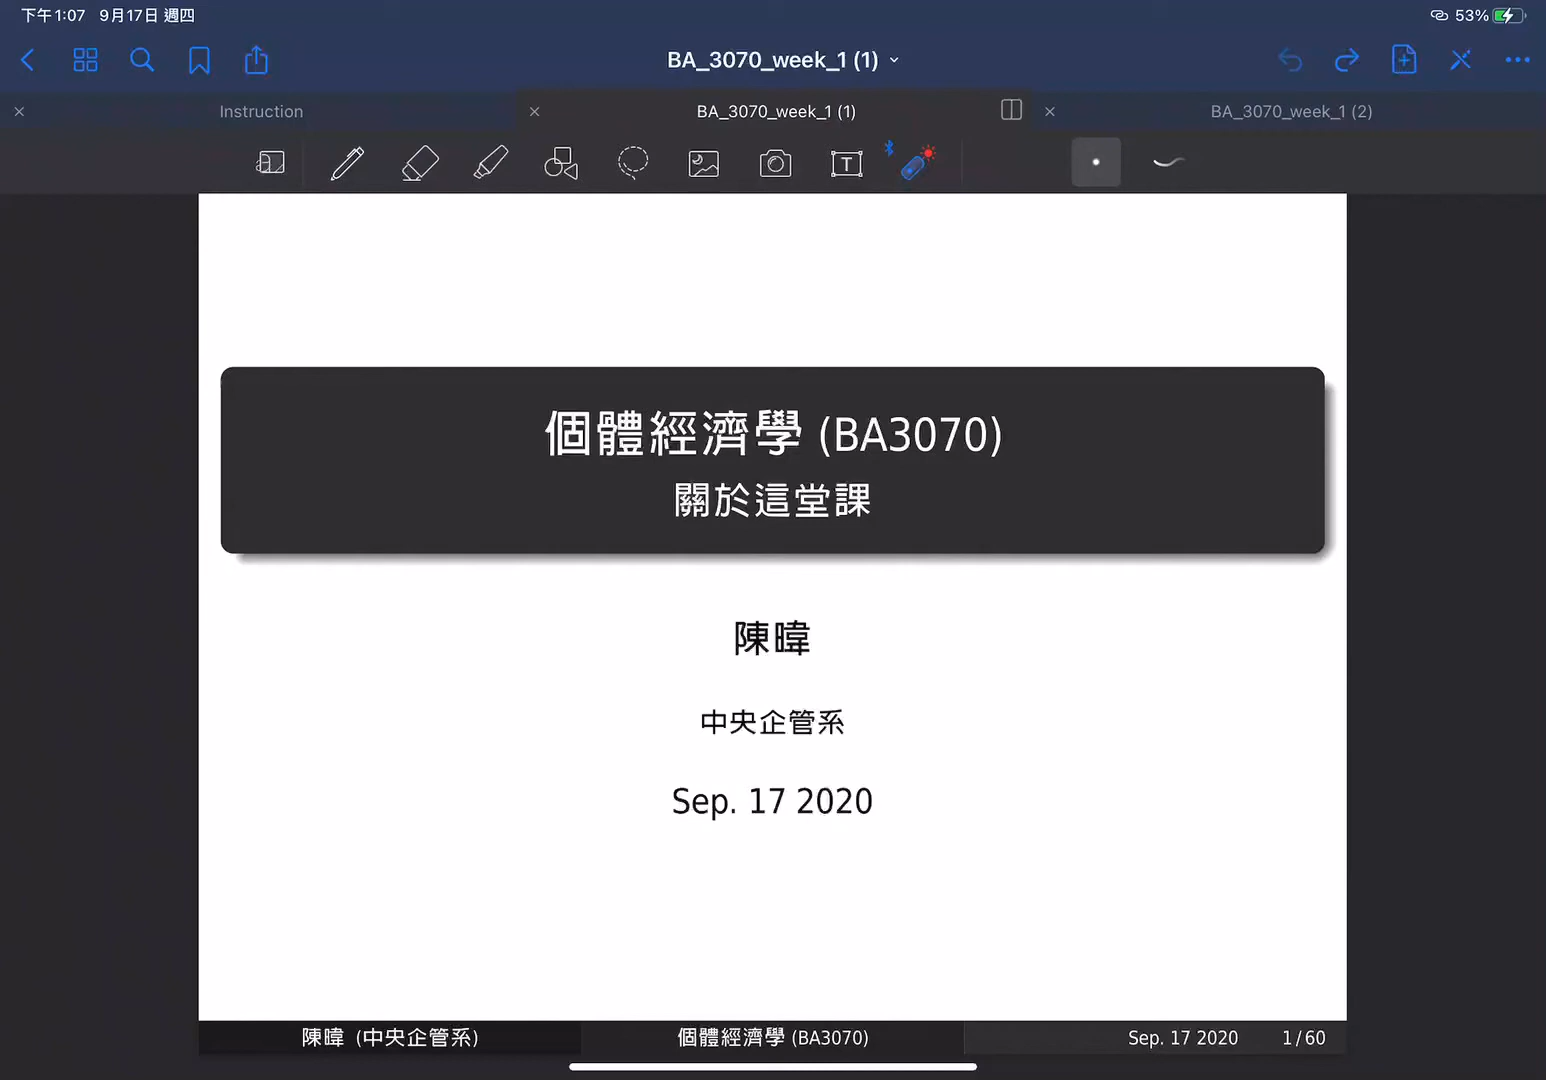 下午1:07 9月17日 週四
53%
BA_3070_week_1 (1)
Instruction
BA_3070_week_1 (1)
BA_3070_week_1 (2)
個體經濟學 (BA3070)
關於這堂課
陳暐
中央企管系
Sep. 17 2020
陳暐 (中央企管系)
個體經濟學 (BA3070)
Sep. 17 2020
1 / 60